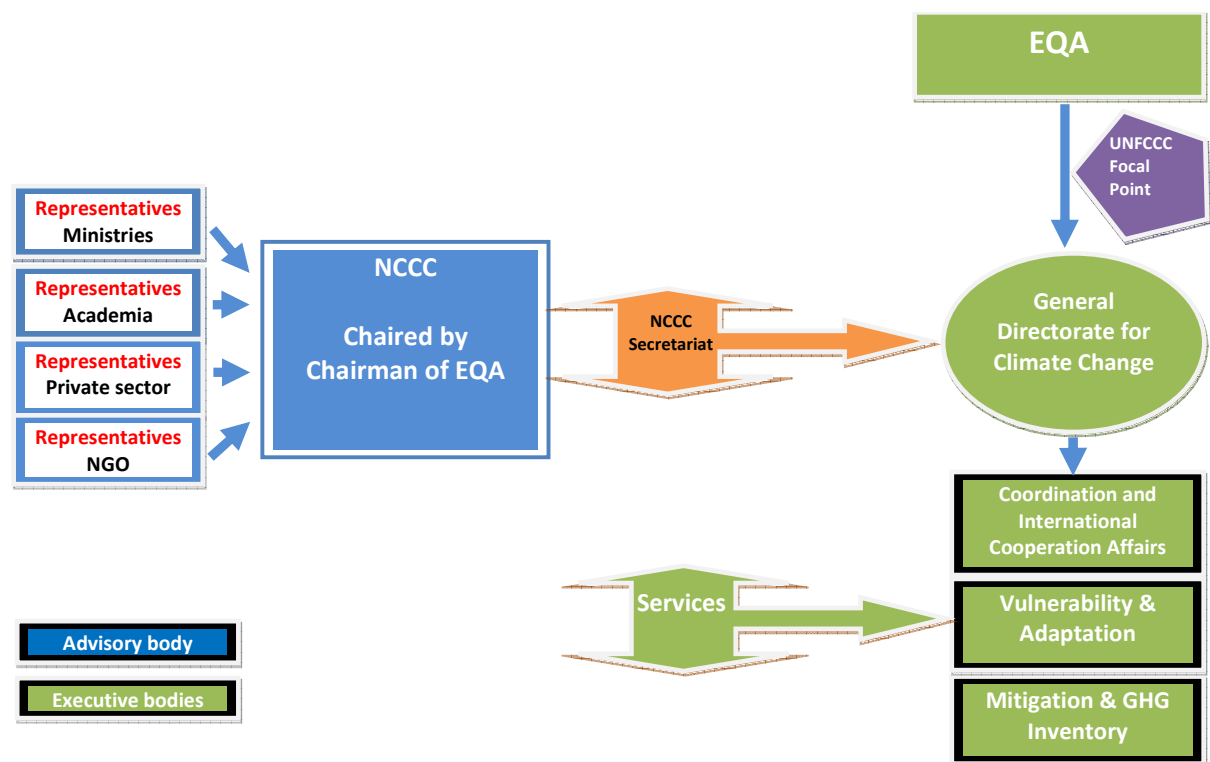 EQA
UNFCCC
Focal
Point
Representatives
Ministries
Representatives
Academia
Representatives
Private sector
Representatives
NGO
NCCC
Chaired by
Chairman of EQA
NCCC
Secretariat
General
Directorate for
Climate Change
Coordination and
International
Cooperation Affairs
Services
Vulnerability &
Adaptation
Mitigation & GHG
Inventory
Advisory body
Executive bodies